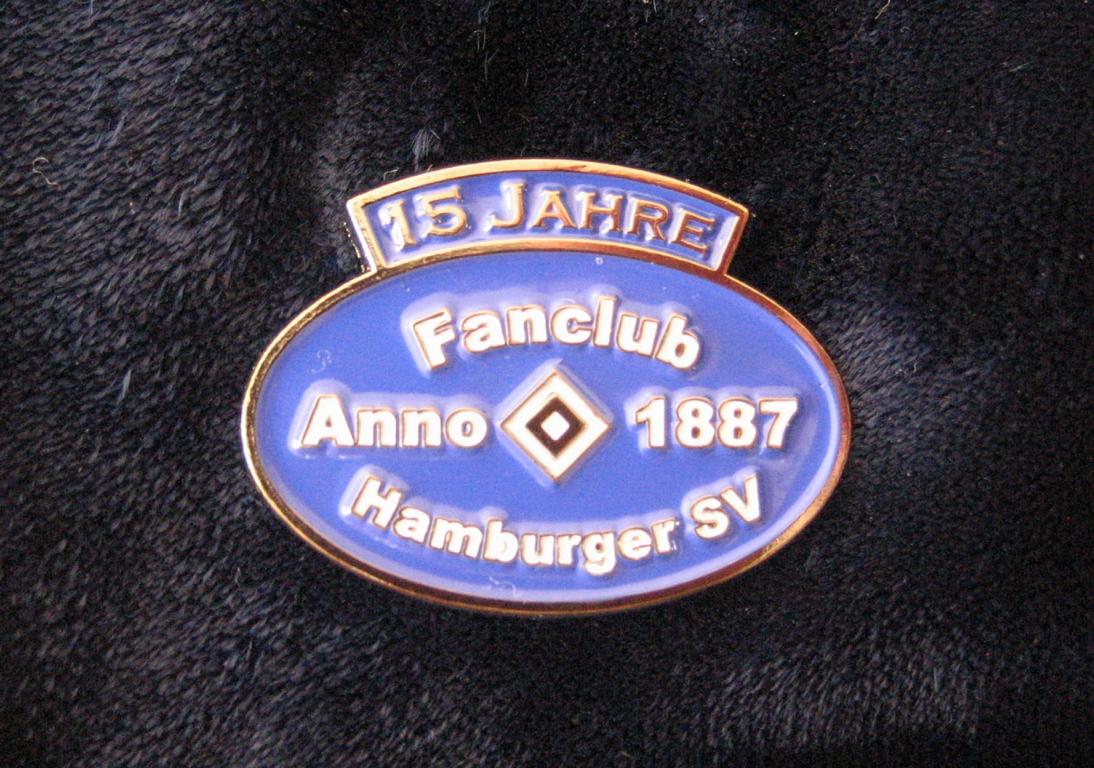 15 JAHRE
Fanclub
Anno 1887
Hamburger SV